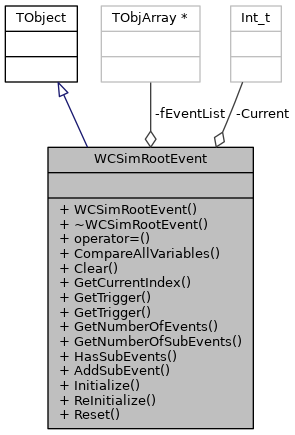 TObject
TObjArray *
Int_t
-fEventList
-Current
WCSimRootEvent
+ WCSimRootEvent()
+ ~WCSimRootEvent()
+ operator=()
+ CompareAllVariables()
+ Clear()
+ GetCurrentIndex()
+ GetTrigger()
+ GetTrigger()
+ GetNumberOfEvents()
+ GetNumberOfSubEvents()
+ HasSubEvents()
+ AddSubEvent()
+ Initialize()
+ ReInitialize()
+ Reset()